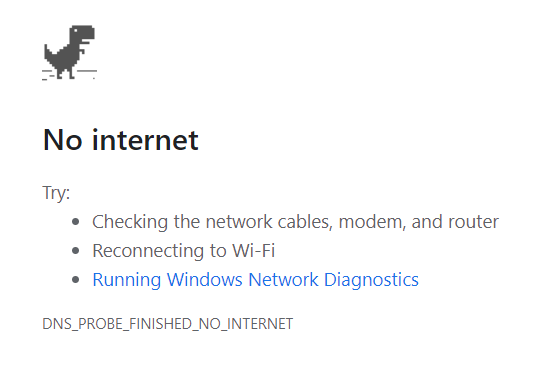 No internet
Try:
• Checking the network cables, modem, and router
• Reconnecting to Wi-Fi
• Running Windows Network Diagnostics
DNS_PROBE_FINISHED_NO_INTERNET